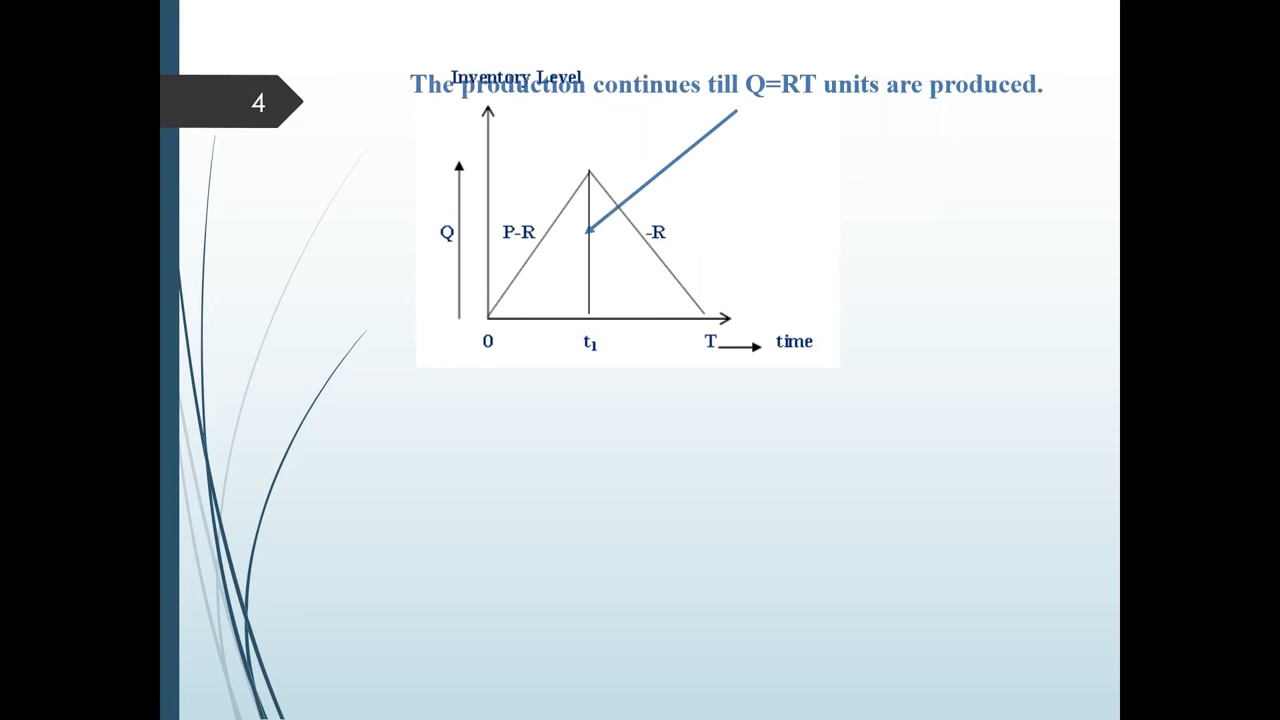 4
Inventory Level
The production continues till Q=RT units are produced.
Q
P-R
-R
0
t₁
T
time